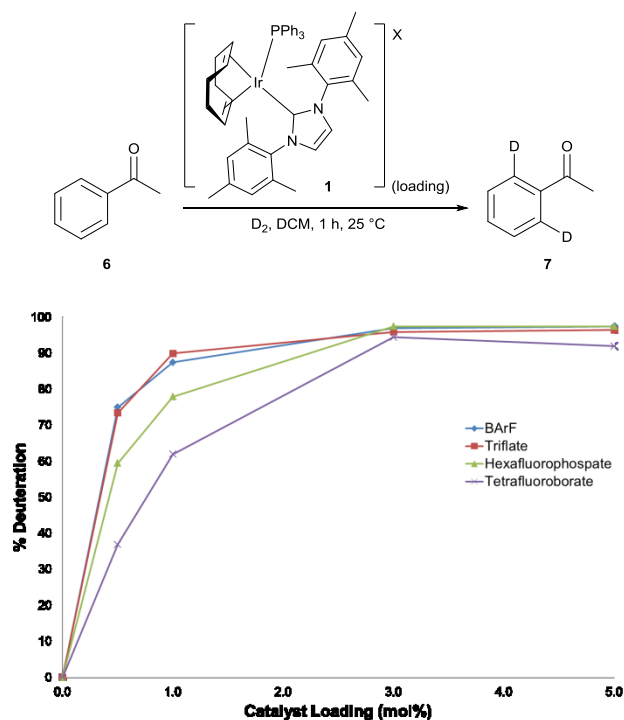 PPh3
X
Ir
N
N
1
(loading)
O
D2, DCM, 1 h, 25 °C
6
D
O
D
7
100
90
80
70
60
50
40
30
20
10
0
% Deuteration
BArF
Triflate
Hexafluorophospate
Tetrafluoroborate
0.0 1.0 2.0 3.0 4.0 5.0
Catalyst Loading (mol%)